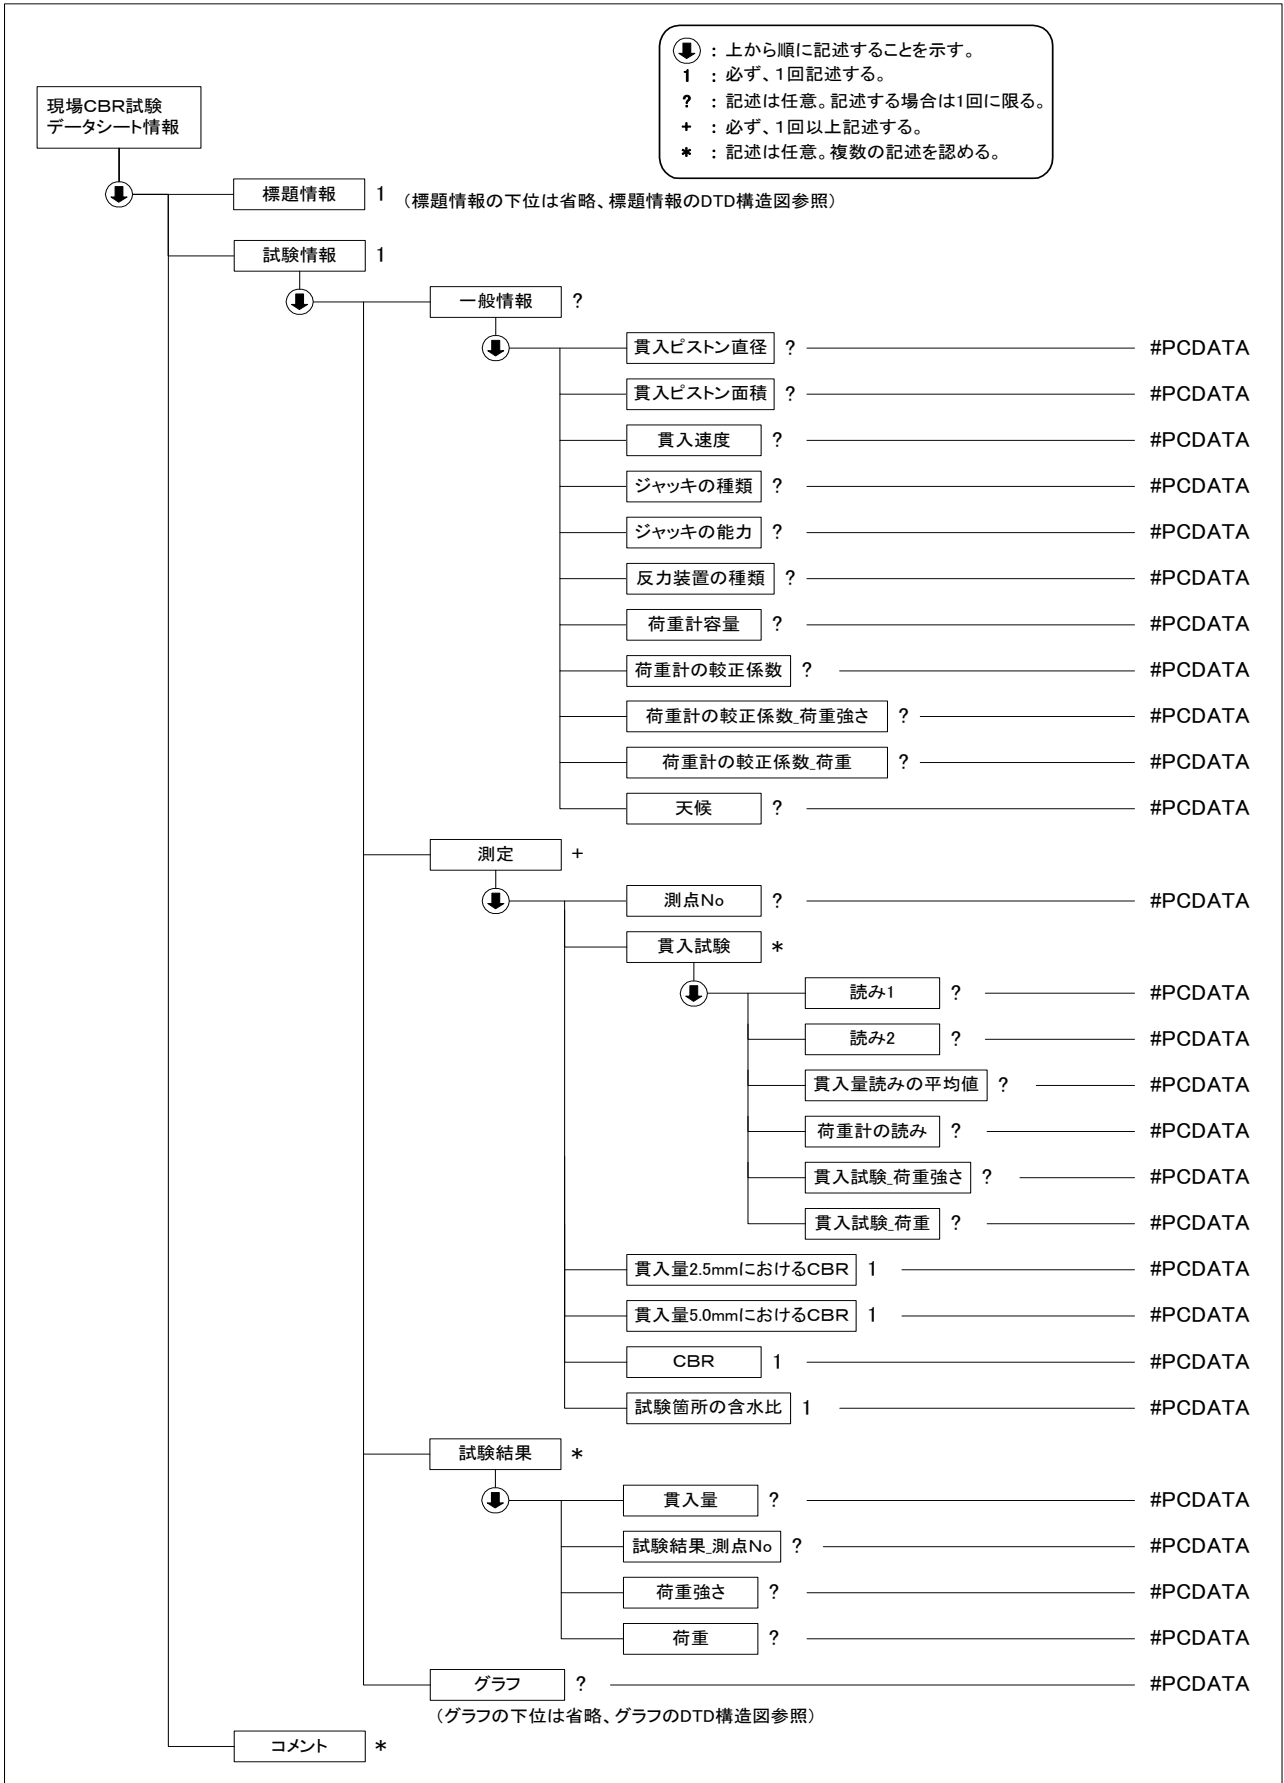 ：上から順に記述することを示す。
1 ：必ず、1回記述する。
? ：記述は任意。記述する場合は1回に限る。
+ ：必ず、1回以上記述する。
* ：記述は任意。複数の記述を認める。
現場CBR試験
データシート情報
標題情報 1 （標題情報の下位は省略、標題情報のDTD構造図参照）
試験情報 1
一般情報 ?
貫入ピストン直径 ? #PCDATA
貫入ピストン面積 ? #PCDATA
貫入速度 ? #PCDATA
ジャッキの種類 ? #PCDATA
ジャッキの能力 ? #PCDATA
反力装置の種類 ? #PCDATA
荷重計容量 ? #PCDATA
荷重計の較正係数 ? #PCDATA
荷重計の較正係数_荷重強さ ? #PCDATA
荷重計の較正係数_荷重 ? #PCDATA
天候 ? #PCDATA
測定 +
測点No ? #PCDATA
貫入試験 *
読み1 ? #PCDATA
読み2 ? #PCDATA
貫入量読みの平均値 ? #PCDATA
荷重計の読み ? #PCDATA
貫入試験_荷重強さ ? #PCDATA
貫入試験_荷重 ? #PCDATA
貫入量2.5mmにおけるCBR 1 #PCDATA
貫入量5.0mmにおけるCBR 1 #PCDATA
CBR 1 #PCDATA
試験箇所の含水比 1 #PCDATA
試験結果 *
貫入量 ? #PCDATA
試験結果_測点No ? #PCDATA
荷重強さ ? #PCDATA
荷重 ? #PCDATA
グラフ ? #PCDATA
（グラフの下位は省略、グラフのDTD構造図参照）
コメント *